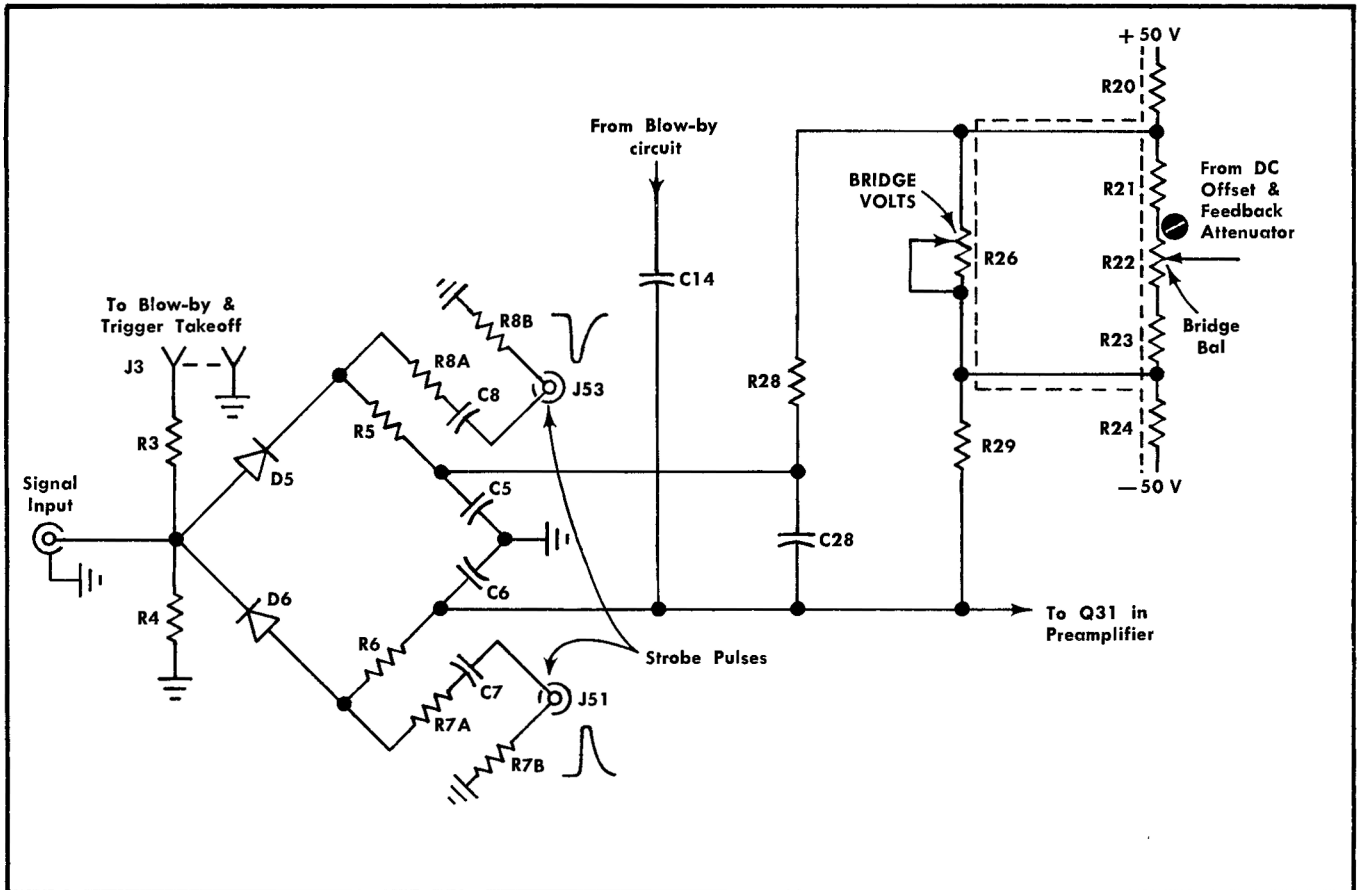 + 50 V
R20
From Blow-by
circuit
R21
From DC
Offset &
Feedback
Attenuator
BRIDGE
VOLTS
R26
R22
C14
To Blow-by &
Trigger Takeoff
J3
R8B
R8A
C8
J53
R23
Bridge
Bal
R28
R3
R5
R29
R24
D5
Signal
Input
C5
— 50 V
C28
C6
D6
R4
To Q31 in
Preamplifier
R6
Strobe Pulses
C7
J51
R7A
R7B